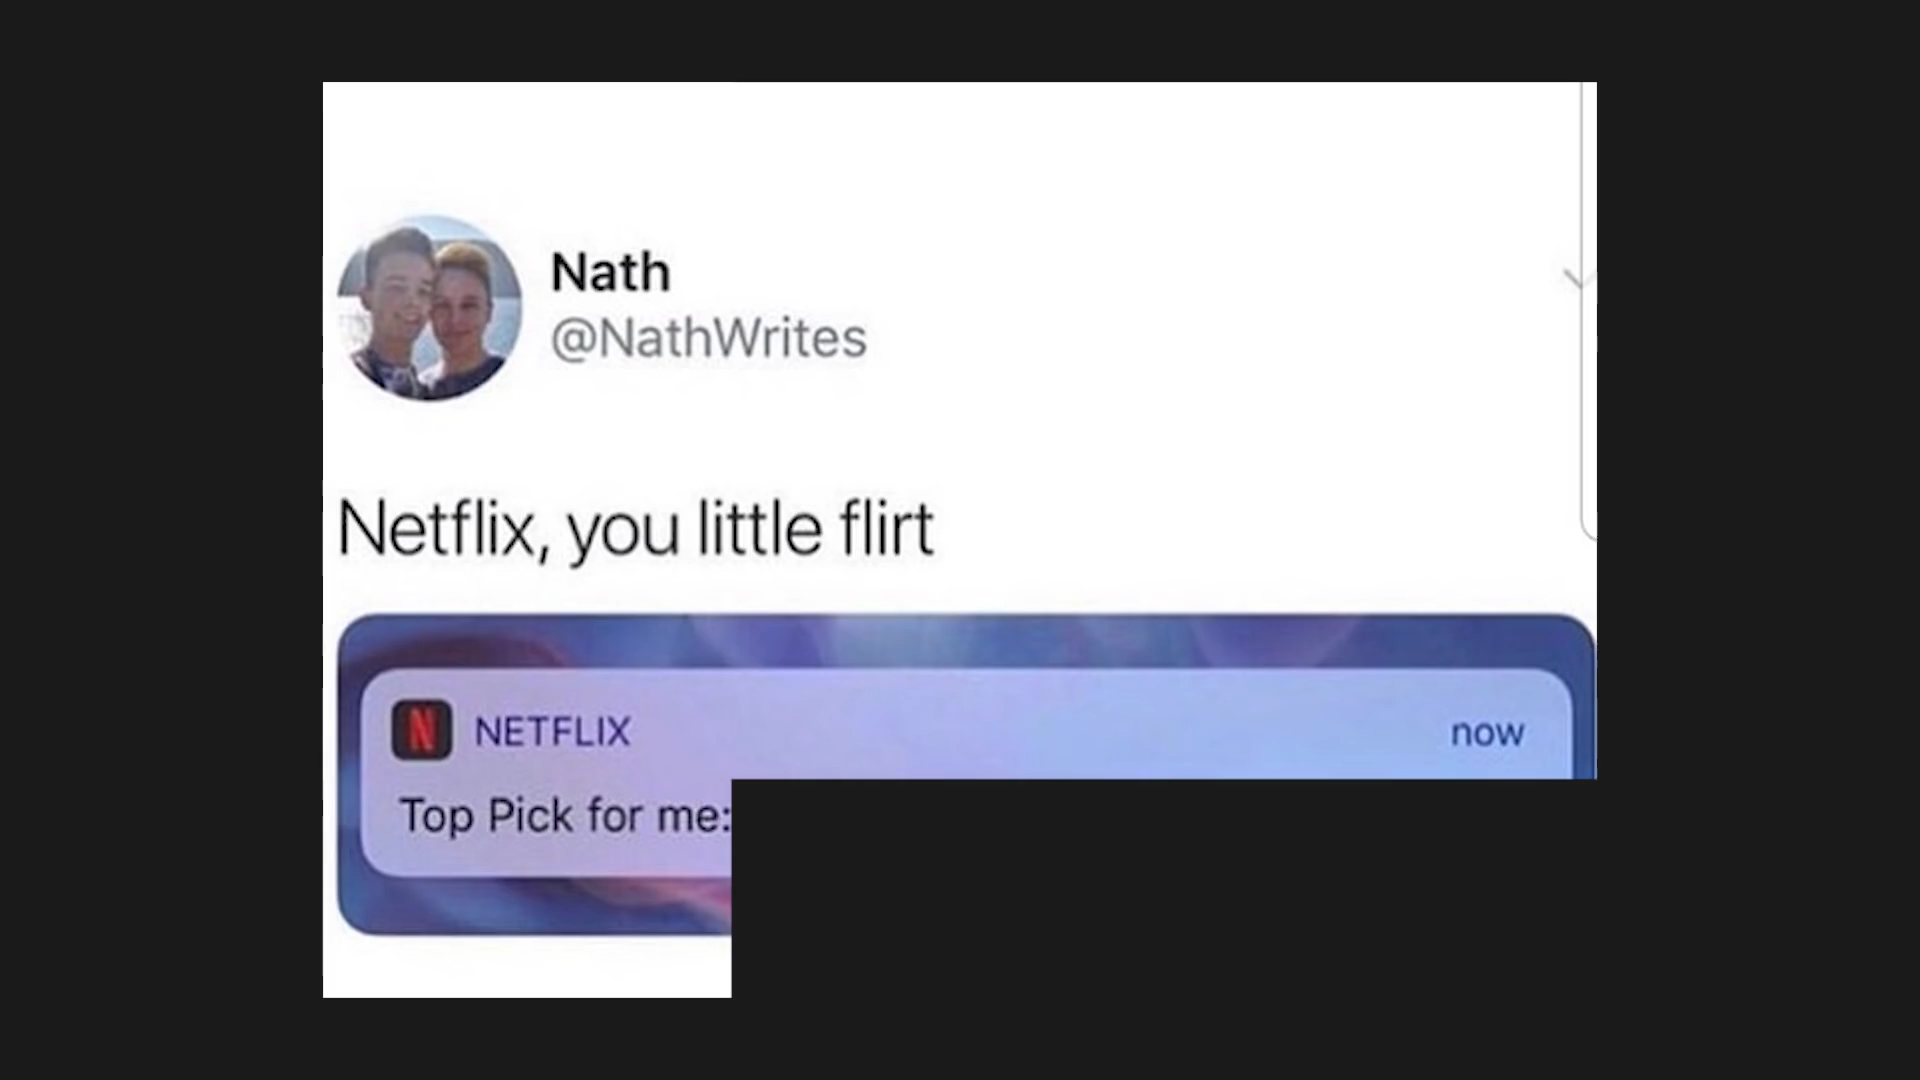 Nath
@NathWrites
Netflix, you little flirt
N NETFLIX now
Top Pick for me: